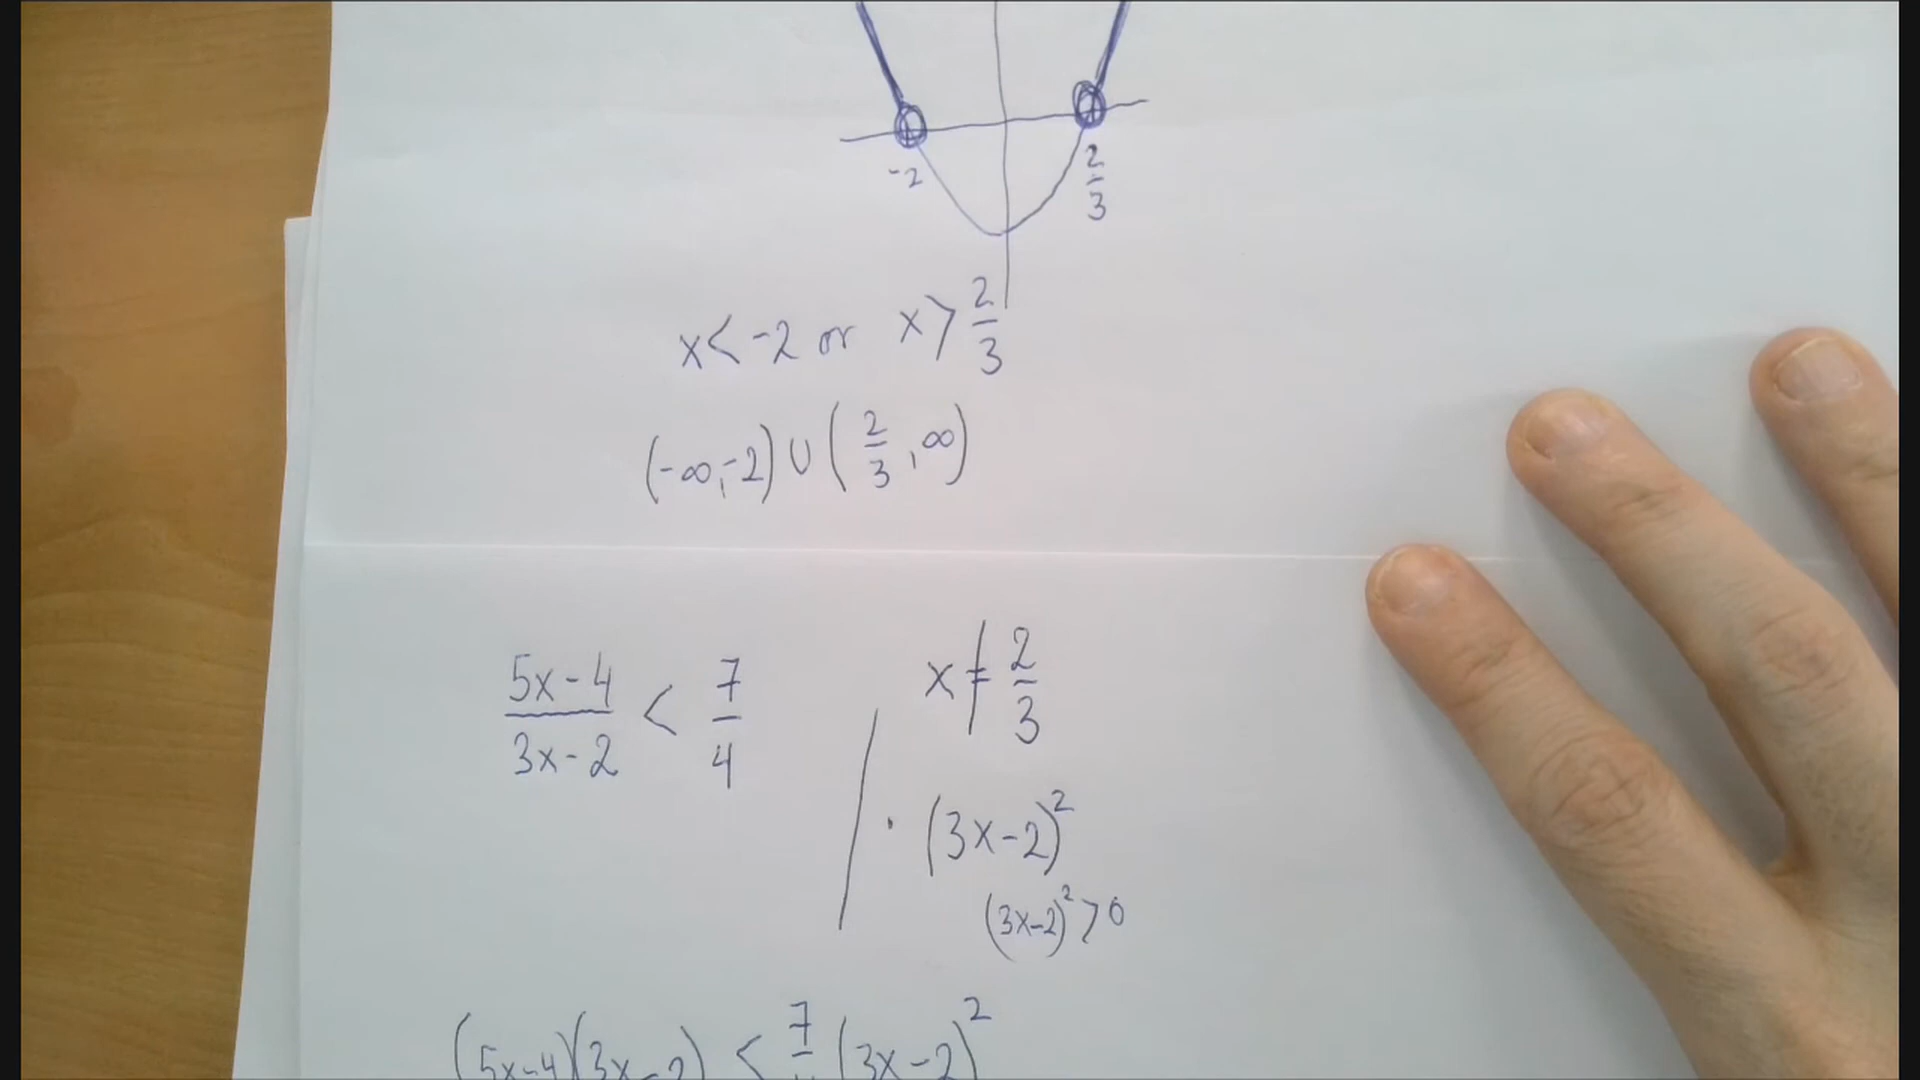 -2
2/3
x < -2 or x > 2/3
(-∞, -2) ∪ (2/3, ∞)
(5x-4)/(3x-2) < 7/4
x ≠ 2/3
· (3x-2)²
(3x-2)² > 0
(5x-4)(3x-2) < 7/4 (3x-2)²